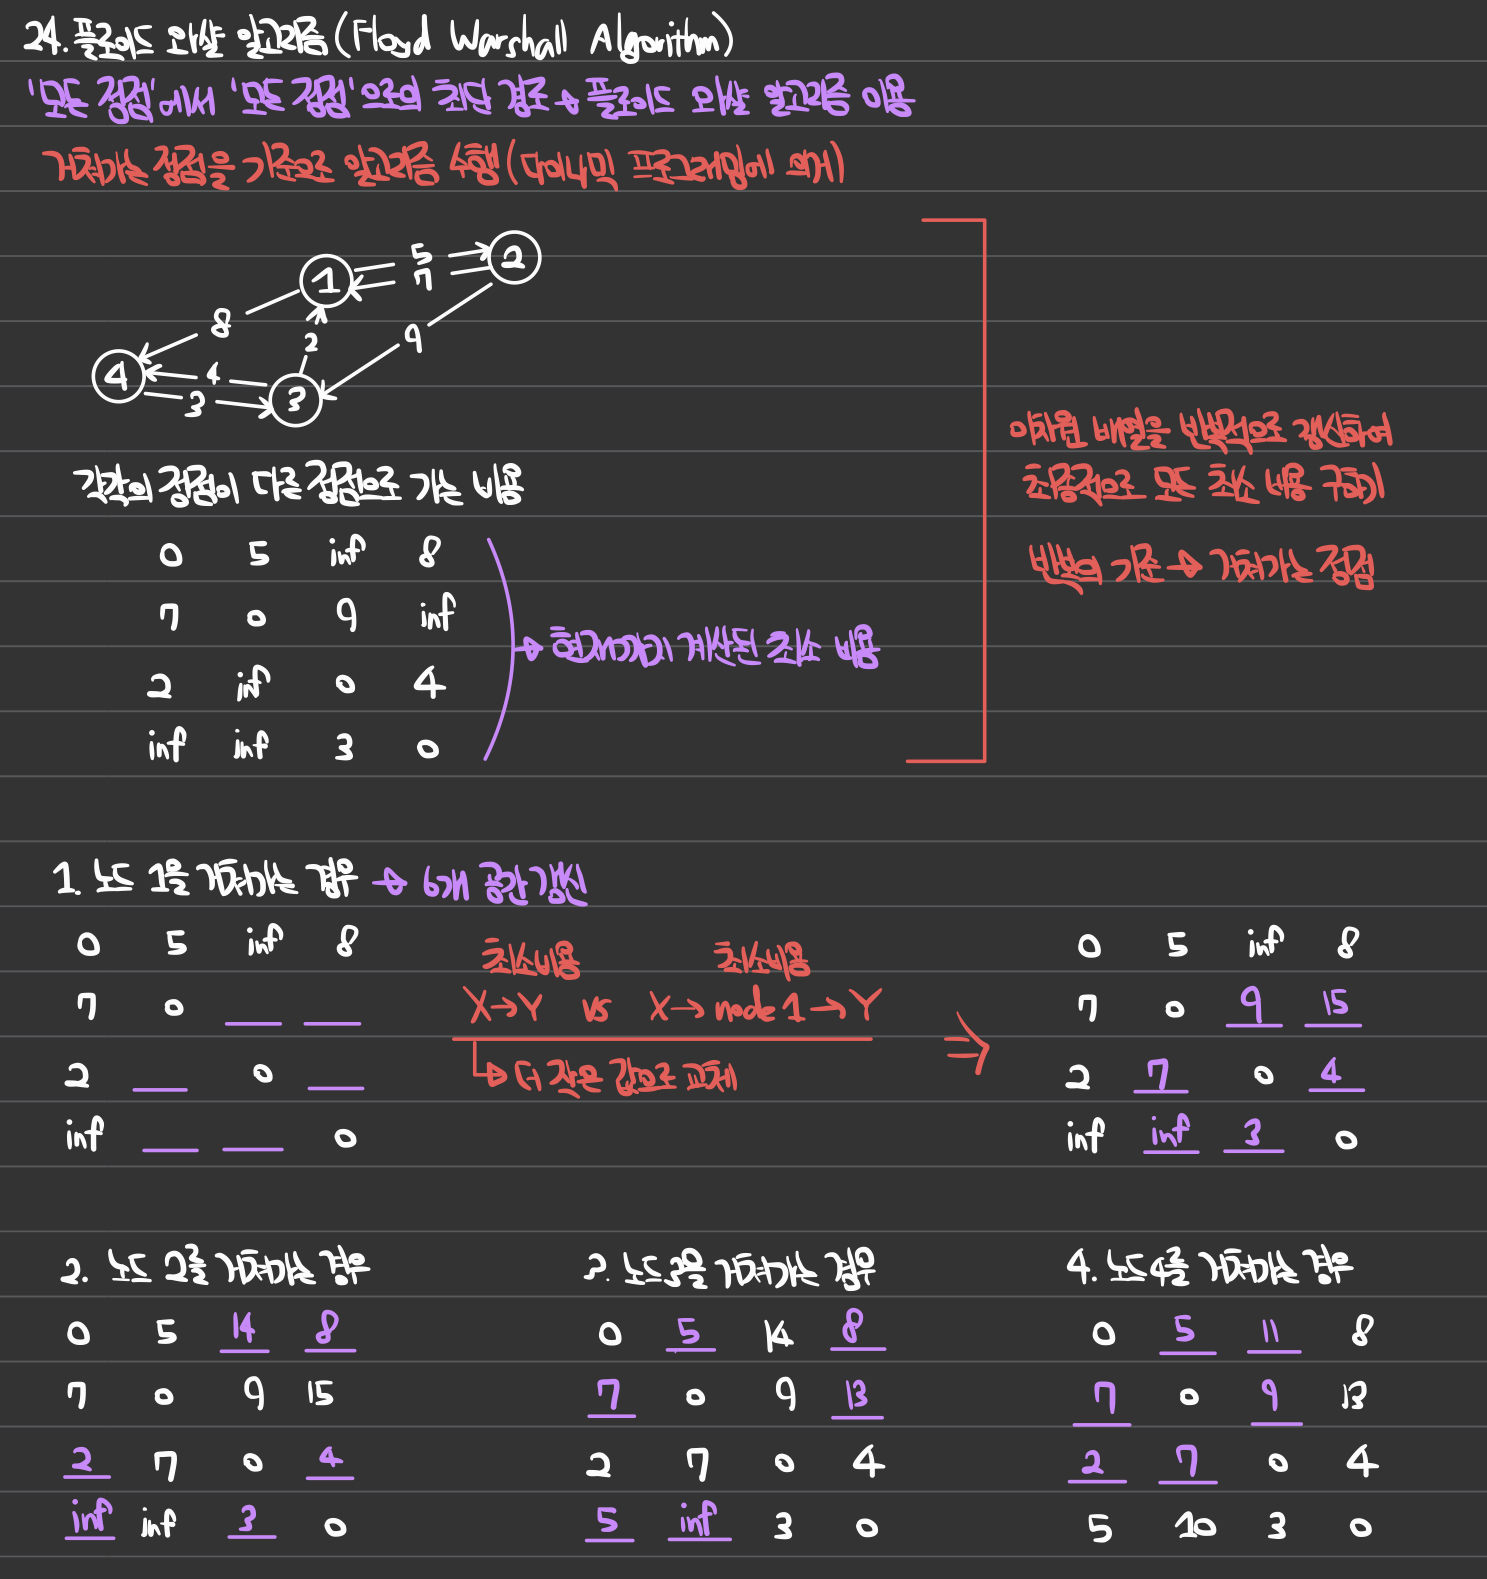 24. 플로이드 와샬 알고리즘(Floyd Warshall Algorithm)
'모든 정점'에서 '모든 정점'으로의 최단 경로 → 플로이드 와샬 알고리즘 이용
거쳐가는 정점을 기준으로 알고리즘 수행(다이나믹 프로그래밍에 의거)
1 5 2
7
8 2 9
4 4
3 3
각각의 정점이 다른 정점으로 가는 비용
0 5 inf 8
7 0 9 inf
2 inf 0 4
inf inf 3 0
→ 현재까지 계산된 최소 비용
이차원 배열을 반복적으로 갱신하여
최종적으로 모든 최소 비용 구하기
반복의 기준 → 거쳐가는 정점
1. 노드 1을 거쳐가는 경우 → 6개 공간 갱신
0 5 inf 8
7 0 __ __
2 __ 0 __
inf __ __ 0
최소비용 최소비용
X→Y vs X→node 1→Y
→ 더 작은 값으로 교체
⇒
0 5 inf 8
7 0 9 15
2 7 0 4
inf inf 3 0
2. 노드 2를 거쳐가는 경우
0 5 14 8
7 0 9 15
2 7 0 4
inf inf 3 0
3. 노드3을 거쳐가는 경우
0 5 14 8
7 0 9 13
2 7 0 4
5 inf 3 0
4. 노드4를 거쳐가는 경우
0 5 11 8
7 0 9 13
2 7 0 4
5 10 3 0